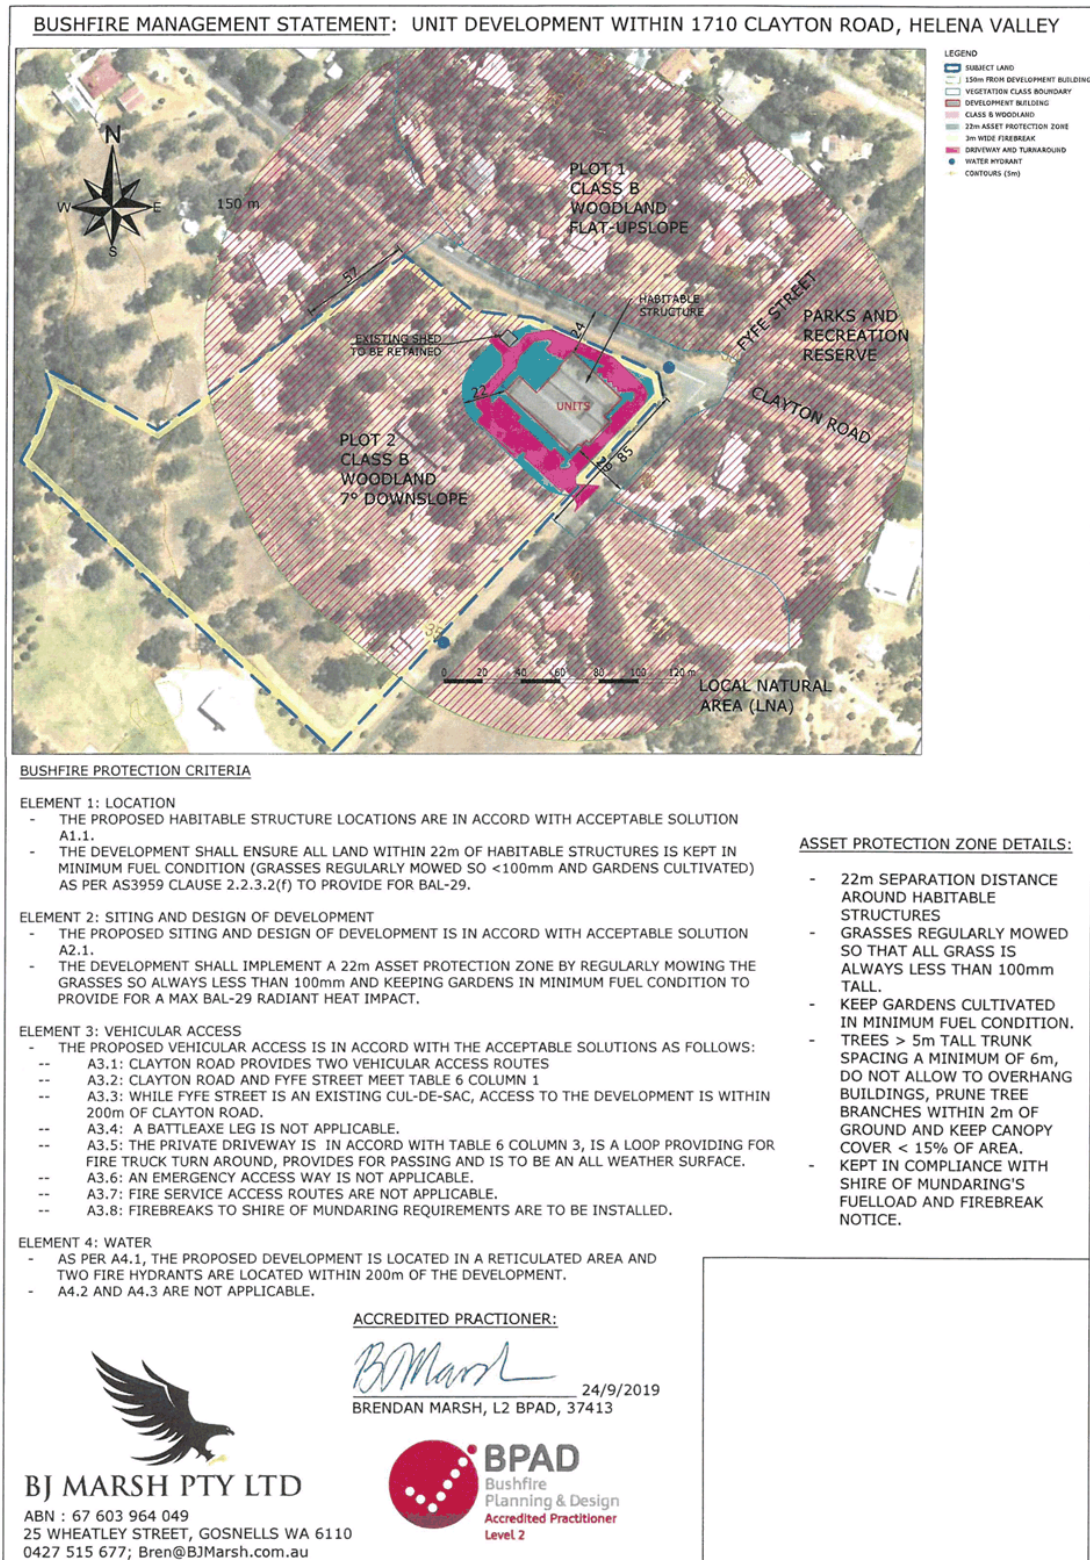 BUSHFIRE MANAGEMENT STATEMENT: UNIT DEVELOPMENT WITHIN 1710 CLAYTON ROAD, HELENA VALLEY
LEGEND
SUBJECT LAND
150m FROM DEVELOPMENT BUILDING
VEGETATION CLASS BOUNDARY
DEVELOPMENT BUILDING
CLASS B WOODLAND
22m ASSET PROTECTION ZONE
3m WIDE FIREBREAK
DRIVEWAY AND TURNAROUND
WATER HYDRANT
CONTOURS (5m)
N
W
E
S
150 m
PLOT 1
CLASS B
WOODLAND
FLAT-UPSLOPE
57
HABITABLE
STRUCTURE
24
FYFE STREET
PARKS AND
RECREATION
RESERVE
EXISTING SHED
TO BE RETAINED
22
UNITS
CLAYTON ROAD
PLOT 2
CLASS B
WOODLAND
7° DOWNSLOPE
85
35
0 20 40 60 80 100 120 m
LOCAL NATURAL
AREA (LNA)
BUSHFIRE PROTECTION CRITERIA
ELEMENT 1: LOCATION
- THE PROPOSED HABITABLE STRUCTURE LOCATIONS ARE IN ACCORD WITH ACCEPTABLE SOLUTION
A1.1.
- THE DEVELOPMENT SHALL ENSURE ALL LAND WITHIN 22m OF HABITABLE STRUCTURES IS KEPT IN
MINIMUM FUEL CONDITION (GRASSES REGULARLY MOWED SO <100mm AND GARDENS CULTIVATED)
AS PER AS3959 CLAUSE 2.2.3.2(f) TO PROVIDE FOR BAL-29.
ELEMENT 2: SITING AND DESIGN OF DEVELOPMENT
- THE PROPOSED SITING AND DESIGN OF DEVELOPMENT IS IN ACCORD WITH ACCEPTABLE SOLUTION
A2.1.
- THE DEVELOPMENT SHALL IMPLEMENT A 22m ASSET PROTECTION ZONE BY REGULARLY MOWING THE
GRASSES SO ALWAYS LESS THAN 100mm AND KEEPING GARDENS IN MINIMUM FUEL CONDITION TO
PROVIDE FOR A MAX BAL-29 RADIANT HEAT IMPACT.
ELEMENT 3: VEHICULAR ACCESS
- THE PROPOSED VEHICULAR ACCESS IS IN ACCORD WITH THE ACCEPTABLE SOLUTIONS AS FOLLOWS:
-- A3.1: CLAYTON ROAD PROVIDES TWO VEHICULAR ACCESS ROUTES
-- A3.2: CLAYTON ROAD AND FYFE STREET MEET TABLE 6 COLUMN 1
-- A3.3: WHILE FYFE STREET IS AN EXISTING CUL-DE-SAC, ACCESS TO THE DEVELOPMENT IS WITHIN
200m OF CLAYTON ROAD.
-- A3.4: A BATTLEAXE LEG IS NOT APPLICABLE.
-- A3.5: THE PRIVATE DRIVEWAY IS IN ACCORD WITH TABLE 6 COLUMN 3, IS A LOOP PROVIDING FOR
FIRE TRUCK TURN AROUND, PROVIDES FOR PASSING AND IS TO BE AN ALL WEATHER SURFACE.
-- A3.6: AN EMERGENCY ACCESS WAY IS NOT APPLICABLE.
-- A3.7: FIRE SERVICE ACCESS ROUTES ARE NOT APPLICABLE.
-- A3.8: FIREBREAKS TO SHIRE OF MUNDARING REQUIREMENTS ARE TO BE INSTALLED.
ELEMENT 4: WATER
- AS PER A4.1, THE PROPOSED DEVELOPMENT IS LOCATED IN A RETICULATED AREA AND
TWO FIRE HYDRANTS ARE LOCATED WITHIN 200m OF THE DEVELOPMENT.
- A4.2 AND A4.3 ARE NOT APPLICABLE.
ASSET PROTECTION ZONE DETAILS:
- 22m SEPARATION DISTANCE
AROUND HABITABLE
STRUCTURES
- GRASSES REGULARLY MOWED
SO THAT ALL GRASS IS
ALWAYS LESS THAN 100mm
TALL.
- KEEP GARDENS CULTIVATED
IN MINIMUM FUEL CONDITION.
- TREES > 5m TALL TRUNK
SPACING A MINIMUM OF 6m,
DO NOT ALLOW TO OVERHANG
BUILDINGS, PRUNE TREE
BRANCHES WITHIN 2m OF
GROUND AND KEEP CANOPY
COVER < 15% OF AREA.
- KEPT IN COMPLIANCE WITH
SHIRE OF MUNDARING'S
FUELLOAD AND FIREBREAK
NOTICE.
ACCREDITED PRACTIONER:
BJMarsh
24/9/2019
BRENDAN MARSH, L2 BPAD, 37413
BJ MARSH PTY LTD
ABN : 67 603 964 049
25 WHEATLEY STREET, GOSNELLS WA 6110
0427 515 677; Bren@BJMarsh.com.au
BPAD
Bushfire
Planning & Design
Accredited Practitioner
Level 2